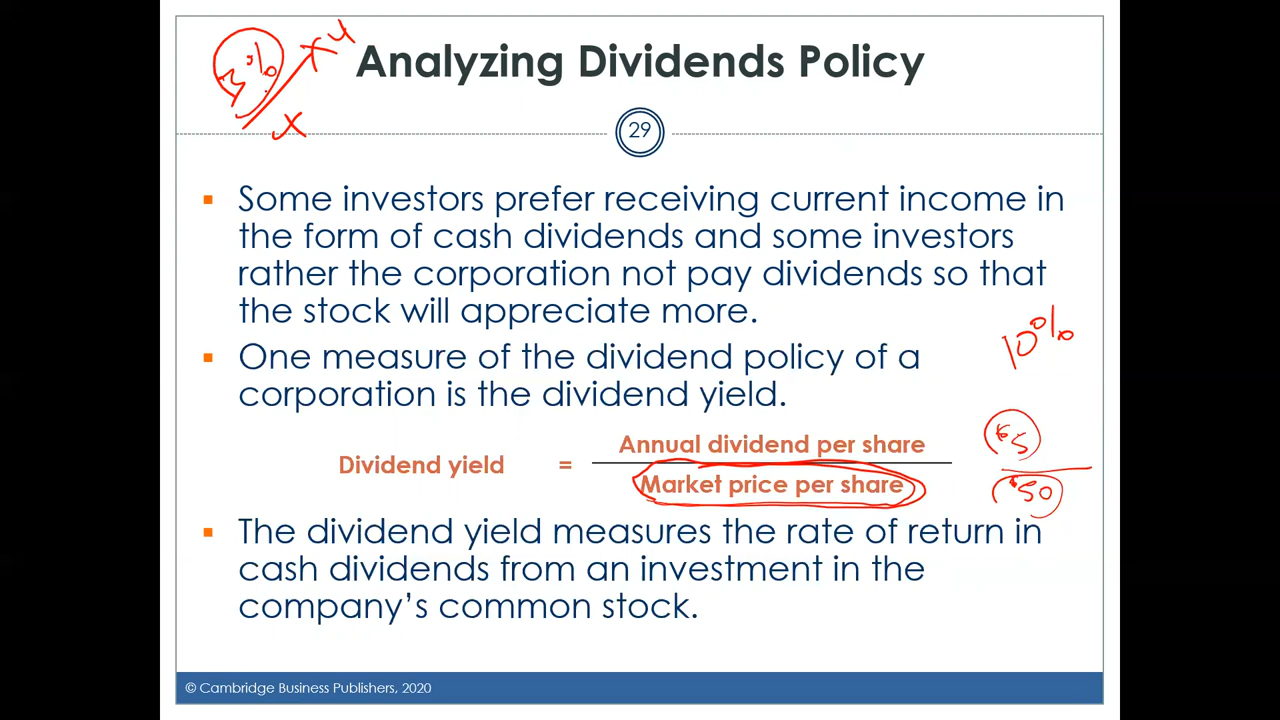 3%
x
x4
Analyzing Dividends Policy
29
▪ Some investors prefer receiving current income in
the form of cash dividends and some investors
rather the corporation not pay dividends so that
the stock will appreciate more.
10%
▪ One measure of the dividend policy of a
corporation is the dividend yield.
Dividend yield = Annual dividend per share
Market price per share
$5
$50
▪ The dividend yield measures the rate of return in
cash dividends from an investment in the
company’s common stock.
© Cambridge Business Publishers, 2020